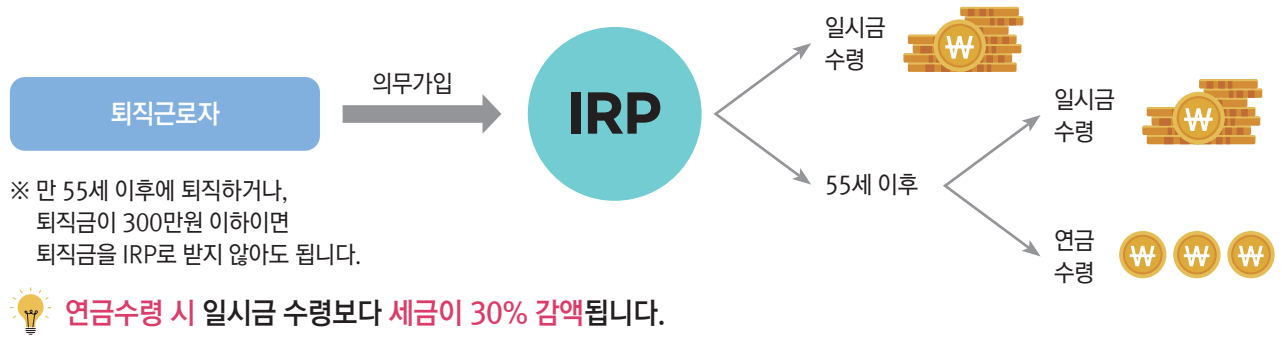 퇴직근로자
의무가입
IRP
일시금
수령
55세 이후
일시금
수령
연금
수령
※ 만 55세 이후에 퇴직하거나,
퇴직금이 300만원 이하이면
퇴직금을 IRP로 받지 않아도 됩니다.
연금수령 시 일시금 수령보다 세금이 30% 감액됩니다.